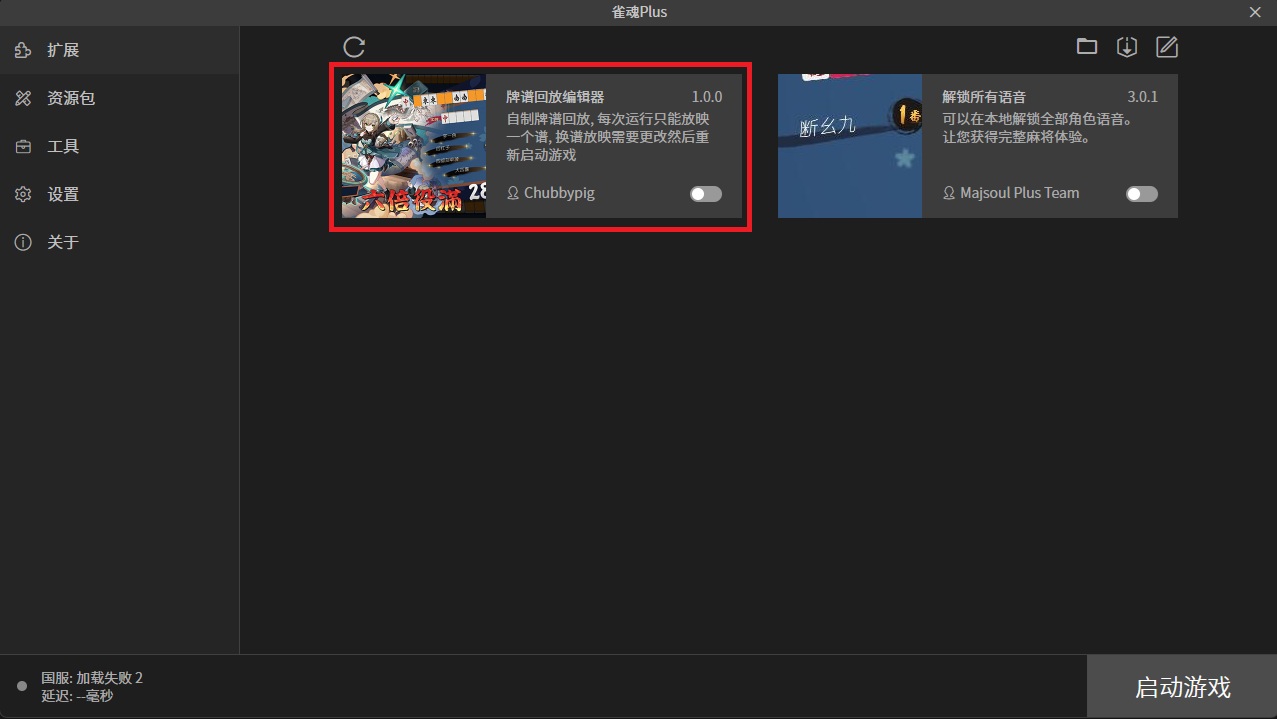 雀魂Plus
扩展
资源包
工具
设置
关于
牌谱回放编辑器
1.0.0
自制牌谱回放, 每次运行只能放映
一个谱, 换谱放映需要更改然后重
新启动游戏
Chubbypig
六倍役満
28
解锁所有语音
3.0.1
可以在本地解锁全部角色语音。
让您获得完整麻将体验。
Majsoul Plus Team
断幺九
1番
国服: 加载失败 2
延迟: --毫秒
启动游戏